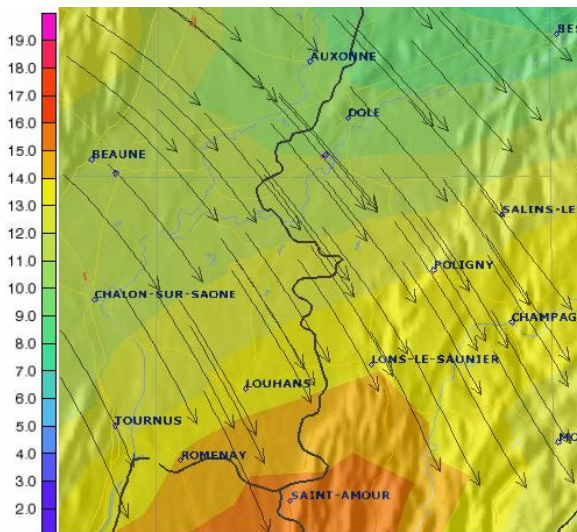 BES
19.0
18.0
AUXONNE
17.0
16.0
DOLE
15.0
BEAUNE
14.0
13.0
SALINS-LE
12.0
11.0
POLIGNY
10.0
CHALON-SUR-SAONE
9.0
CHAMPAG
8.0
LONS-LE-SAUNIER
7.0
LOUHANS
6.0
TOURNUS
5.0
MO
4.0
ROMENAY
3.0
SAINT-AMOUR
2.0